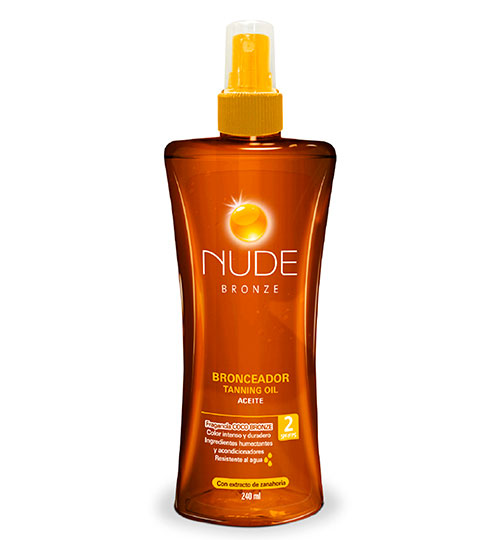 NUDE
BRONZE
BRONCEADOR
TANNING OIL
ACEITE
Fragancia COCO BRONZE
Color intenso y duradero
Ingredientes humectantes
y acondicionadores
Resistente al agua
2
Con extracto de zanahoria
240 ml